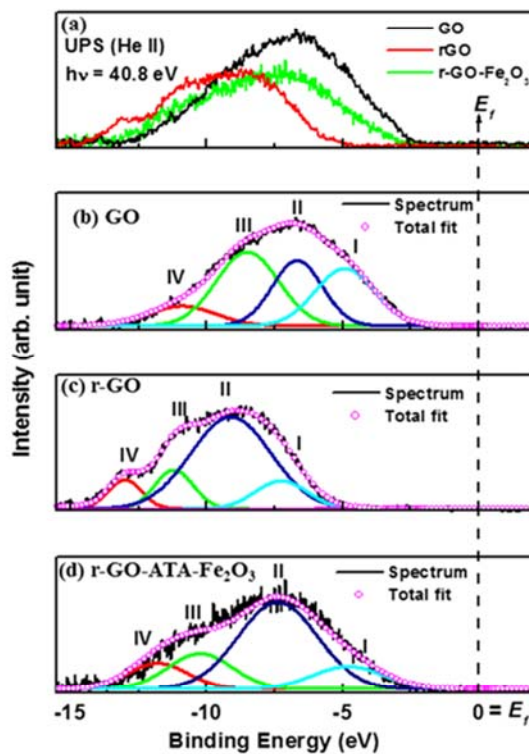 (a)
UPS (He II)
hν = 40.8 eV
GO
rGO
r-GO-Fe₂O₃
E_f
(b) GO
Spectrum
Total fit
I
II
III
IV
(c) r-GO
Spectrum
Total fit
I
II
III
IV
(d) r-GO-ATA-Fe₂O₃
Spectrum
Total fit
I
II
III
IV
Intensity (arb. unit)
-15
-10
-5
0 = E_f
Binding Energy (eV)